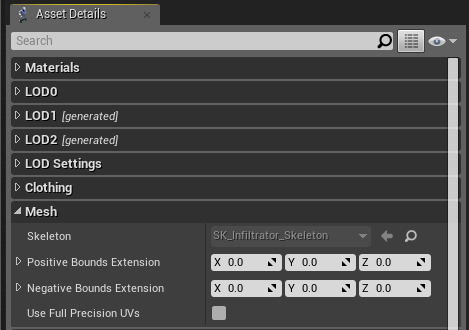 Asset Details
Search
Materials
LOD0
LOD1 [generated]
LOD2 [generated]
LOD Settings
Clothing
Mesh
Skeleton SK_Infiltrator_Skeleton
Positive Bounds Extension X 0.0 Y 0.0 Z 0.0
Negative Bounds Extension X 0.0 Y 0.0 Z 0.0
Use Full Precision UVs